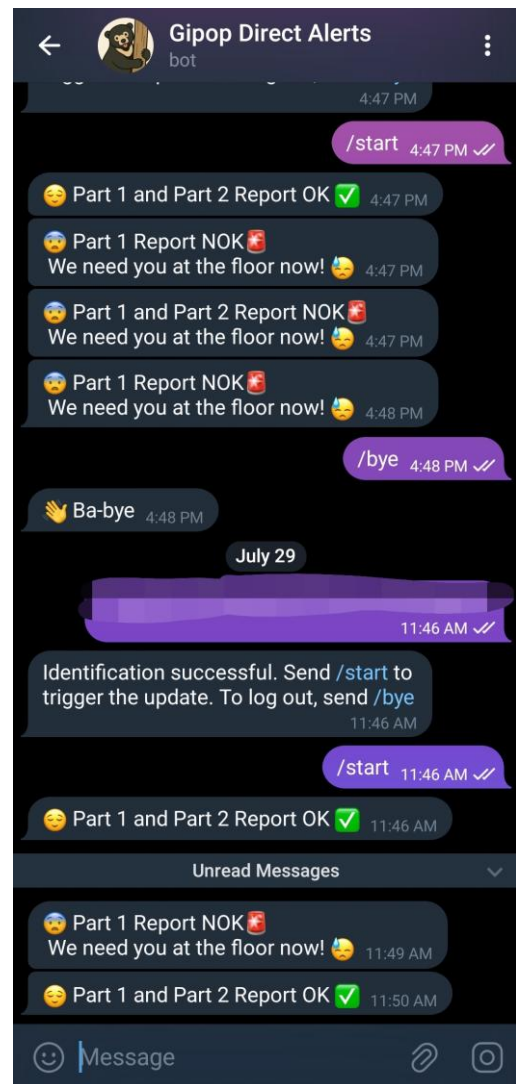 Gipop Direct Alerts
bot
4:47 PM
/start 4:47 PM
😌 Part 1 and Part 2 Report OK ✅ 4:47 PM
😨 Part 1 Report NOK🚨
We need you at the floor now! 😓 4:47 PM
😨 Part 1 and Part 2 Report NOK🚨
We need you at the floor now! 😓 4:47 PM
😨 Part 1 Report NOK🚨
We need you at the floor now! 😓 4:48 PM
/bye 4:48 PM
👋 Ba-bye 4:48 PM
July 29
11:46 AM
Identification successful. Send /start to
trigger the update. To log out, send /bye
11:46 AM
/start 11:46 AM
😌 Part 1 and Part 2 Report OK ✅ 11:46 AM
Unread Messages
😨 Part 1 Report NOK🚨
We need you at the floor now! 😓 11:49 AM
😌 Part 1 and Part 2 Report OK ✅ 11:50 AM
Message